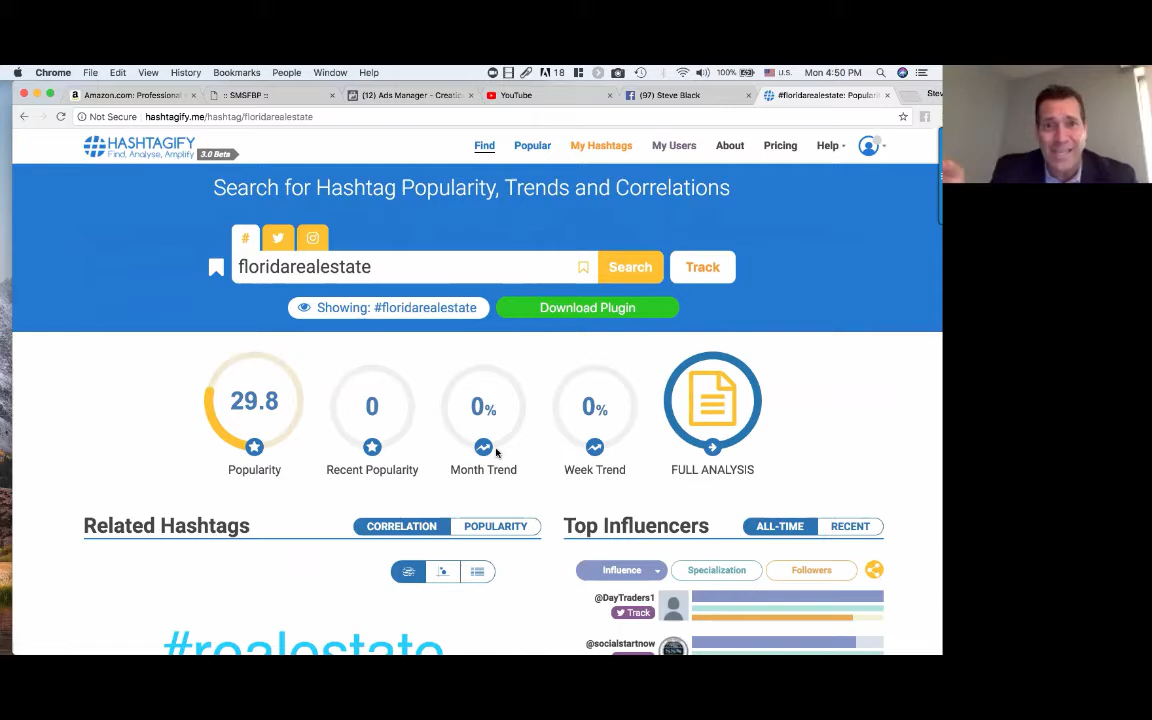 Chrome File Edit View History Bookmarks People Window Help 18 100% U.S. Mon 4:50 PM
Amazon.com: Professional × :: SMSFBP :: × (12) Ads Manager - Creatio × YouTube × (97) Steve Black × #floridarealestate: Populari × Stev
Not Secure hashtagify.me/hashtag/floridarealestate
HASHTAGIFY
Find, Analyse, Amplify 3.0 Beta
Find Popular My Hashtags My Users About Pricing Help
Search for Hashtag Popularity, Trends and Correlations
#
floridarealestate Search Track
Showing: #floridarealestate Download Plugin
29.8 0 0% 0%
Popularity Recent Popularity Month Trend Week Trend FULL ANALYSIS
Related Hashtags CORRELATION POPULARITY Top Influencers ALL-TIME RECENT
Influence Specialization Followers
@DayTraders1
Track
@socialstartnow
#realestate